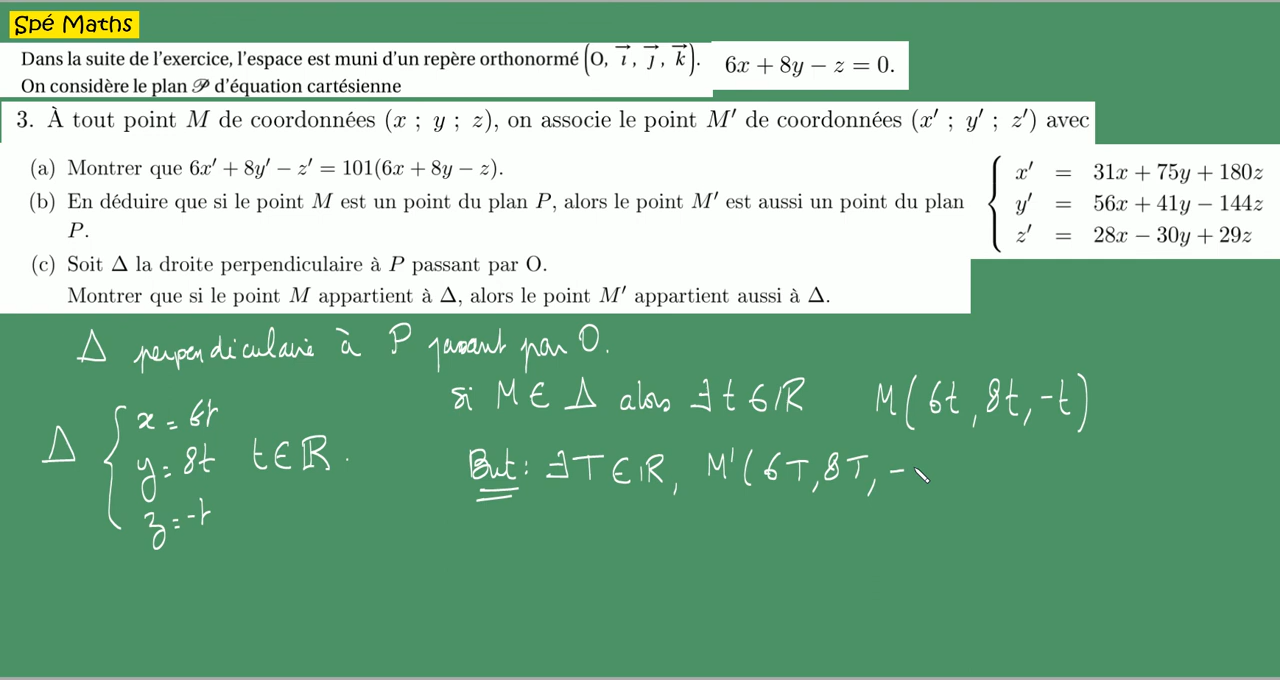 Spé Maths
Dans la suite de l'exercice, l'espace est muni d'un repère orthonormé (O, i⃗, j⃗, k⃗). 6x + 8y − z = 0.
On considère le plan 𝒫 d'équation cartésienne
3. À tout point M de coordonnées (x ; y ; z), on associe le point M′ de coordonnées (x′ ; y′ ; z′) avec
{ x′ = 31x + 75y + 180z
y′ = 56x + 41y − 144z
z′ = 28x − 30y + 29z
(a) Montrer que 6x′ + 8y′ − z′ = 101(6x + 8y − z).
(b) En déduire que si le point M est un point du plan P, alors le point M′ est aussi un point du plan
P.
(c) Soit Δ la droite perpendiculaire à P passant par O.
Montrer que si le point M appartient à Δ, alors le point M′ appartient aussi à Δ.
Δ perpendiculaire à P passant par O.
si M ∈ Δ alors ∃ t ∈ ℝ M(6t, 8t, -t)
Δ { x = 6t
y = 8t t ∈ ℝ.
z = -t
But : ∃ T ∈ ℝ, M′(6T, 8T, -